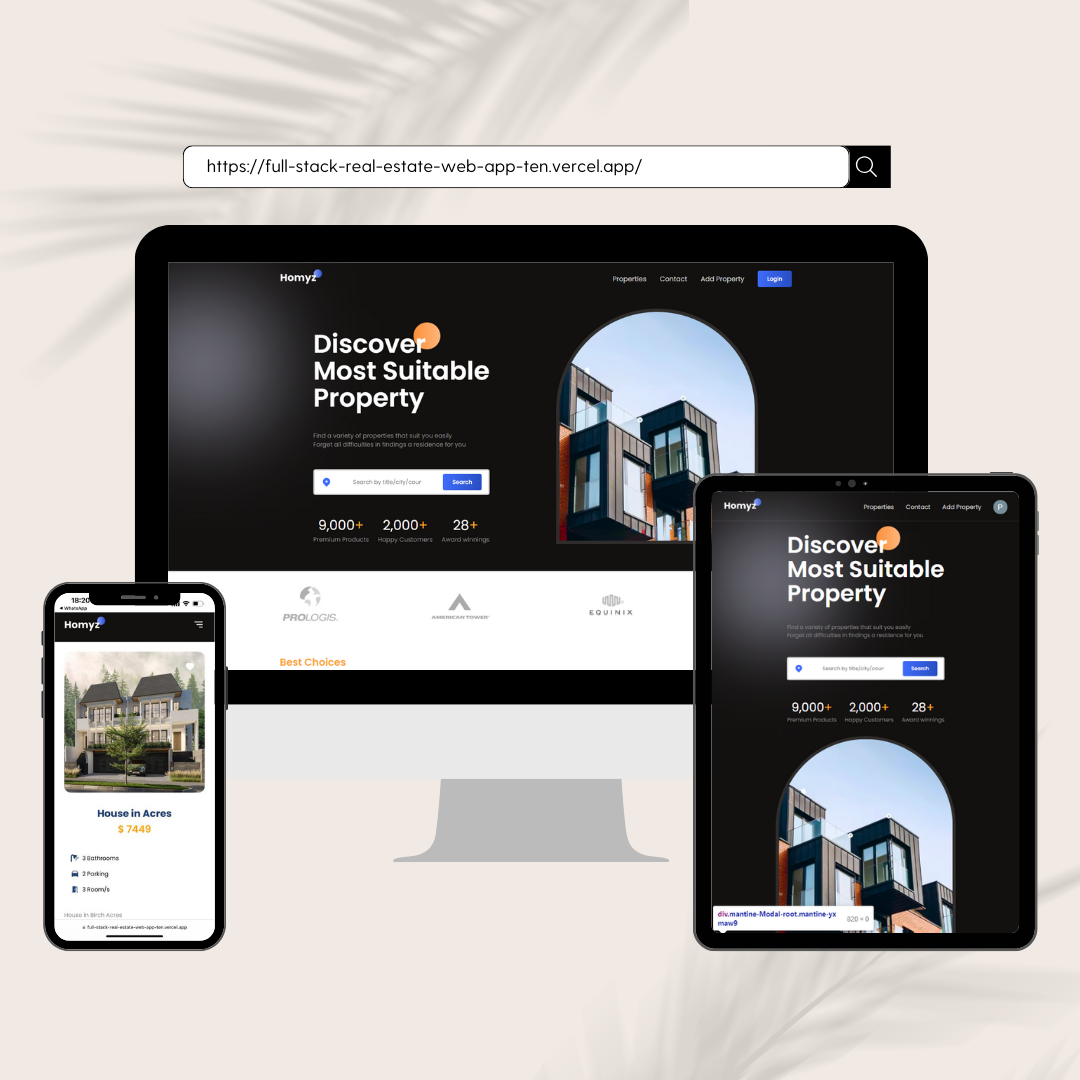 https://full-stack-real-estate-web-app-ten.vercel.app/
Homyz
Properties Contact Add Property Login
Discover
Most Suitable
Property
Find a variety of properties that suit you easily
Forget all difficulties in findings a residence for you
Search by title/city/cour Search
9,000+ 2,000+ 28+
Premium Products Happy Customers Award winnings
PROLOGIS.
AMERICAN TOWER
EQUINIX
Best Choices
18:20
WhatsApp
Homyz
House in Acres
$ 7449
3 Bathrooms
2 Parking
3 Room/s
House in Birch Acres
full-stack-real-estate-web-app-ten.vercel.app
Homyz
Properties Contact Add Property P
Discover
Most Suitable
Property
Find a variety of properties that suit you easily
Forget all difficulties in findings a residence for you
Search by title/city/cour Search
9,000+ 2,000+ 28+
Premium Products Happy Customers Award winnings
div.mantine-Modal-root.mantine-yx
maw9
820 × 0